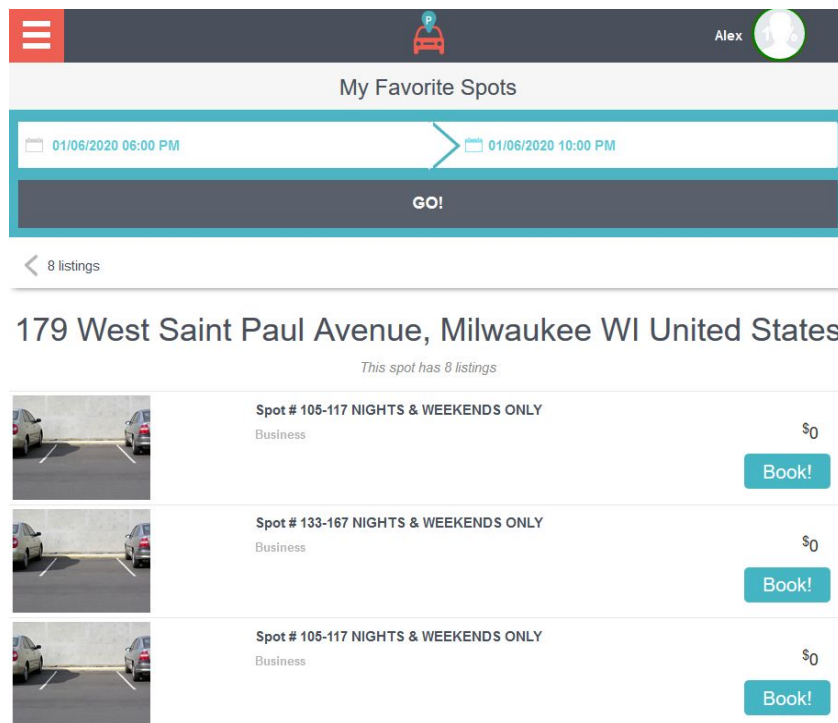 P
Alex
My Favorite Spots
01/06/2020 06:00 PM
01/06/2020 10:00 PM
GO!
8 listings
179 West Saint Paul Avenue, Milwaukee WI United States
This spot has 8 listings
Spot # 105-117 NIGHTS & WEEKENDS ONLY
Business
$0
Book!
Spot # 133-167 NIGHTS & WEEKENDS ONLY
Business
$0
Book!
Spot # 105-117 NIGHTS & WEEKENDS ONLY
Business
$0
Book!